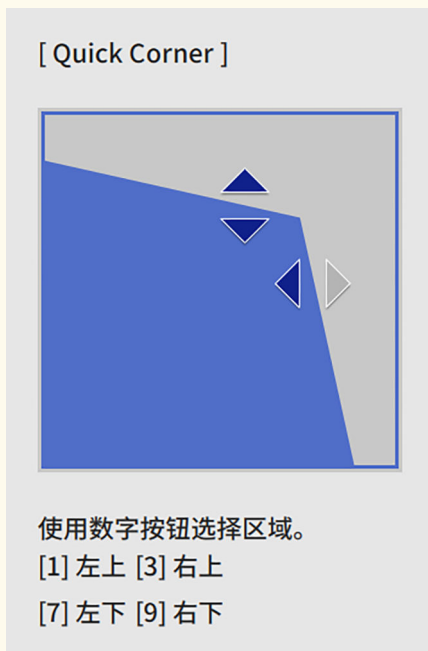 [ Quick Corner ]
使用数字按钮选择区域。
[1] 左上 [3] 右上
[7] 左下 [9] 右下